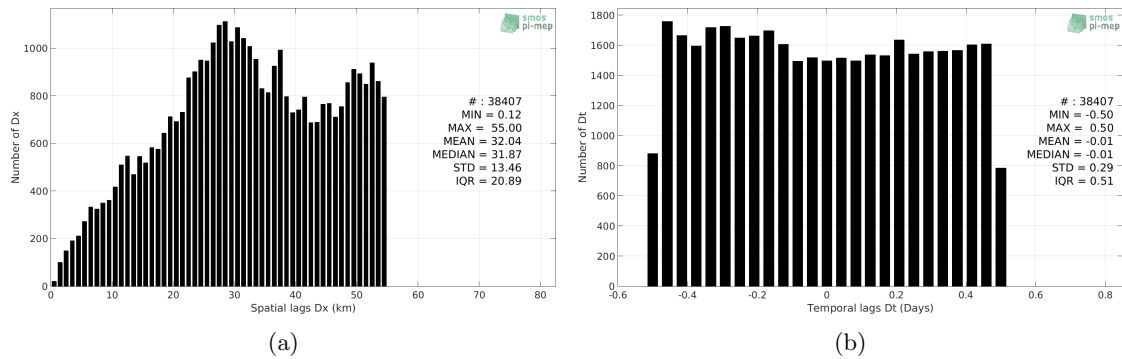 smos
pi-mep
1000
800
600
400
200
0
Number of Dx
# : 38407
MIN = 0.12
MAX = 55.00
MEAN = 32.04
MEDIAN = 31.87
STD = 13.46
IQR = 20.89
0 10 20 30 40 50 60 70 80
Spatial lags Dx (km)
(a)
smos
pi-mep
1800
1600
1400
1200
1000
800
600
400
200
0
Number of Dt
# : 38407
MIN = -0.50
MAX = 0.50
MEAN = -0.01
MEDIAN = -0.01
STD = 0.29
IQR = 0.51
-0.6 -0.4 -0.2 0 0.2 0.4 0.6 0.8
Temporal lags Dt (Days)
(b)